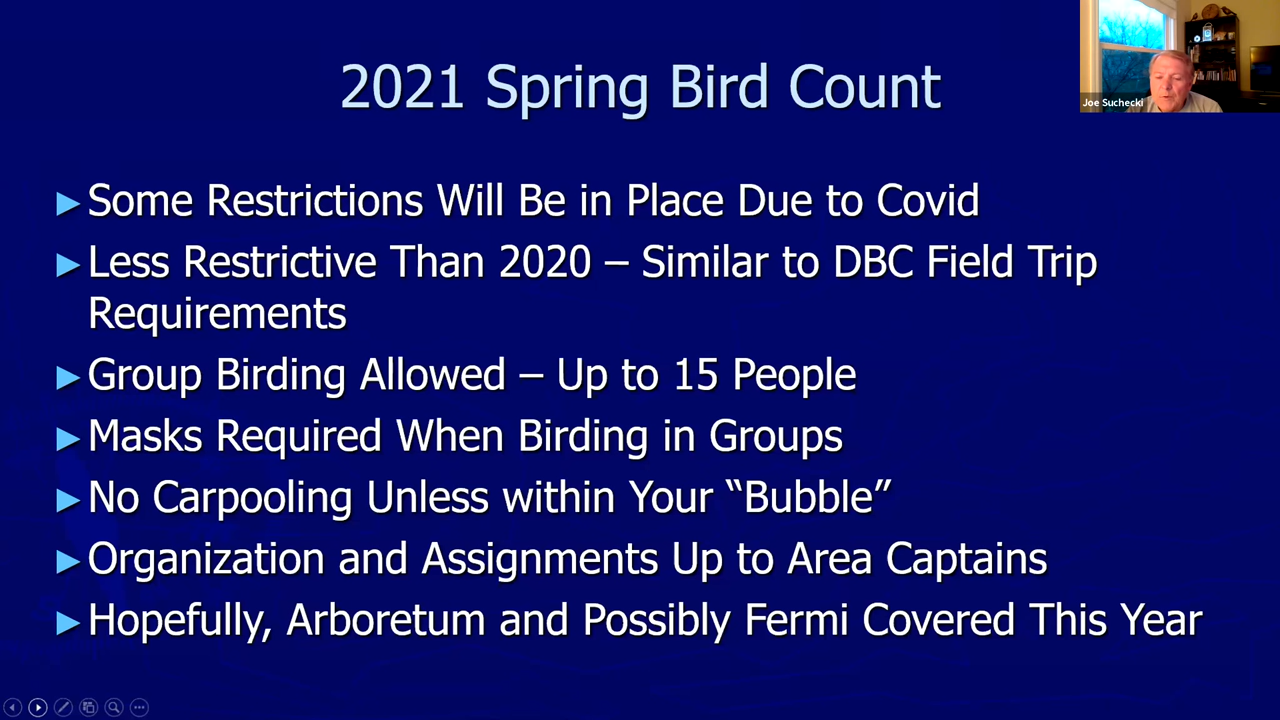 2021 Spring Bird Count
Joe Suchecki
Some Restrictions Will Be in Place Due to Covid
Less Restrictive Than 2020 – Similar to DBC Field Trip
Requirements
Group Birding Allowed – Up to 15 People
Masks Required When Birding in Groups
No Carpooling Unless within Your “Bubble”
Organization and Assignments Up to Area Captains
Hopefully, Arboretum and Possibly Fermi Covered This Year